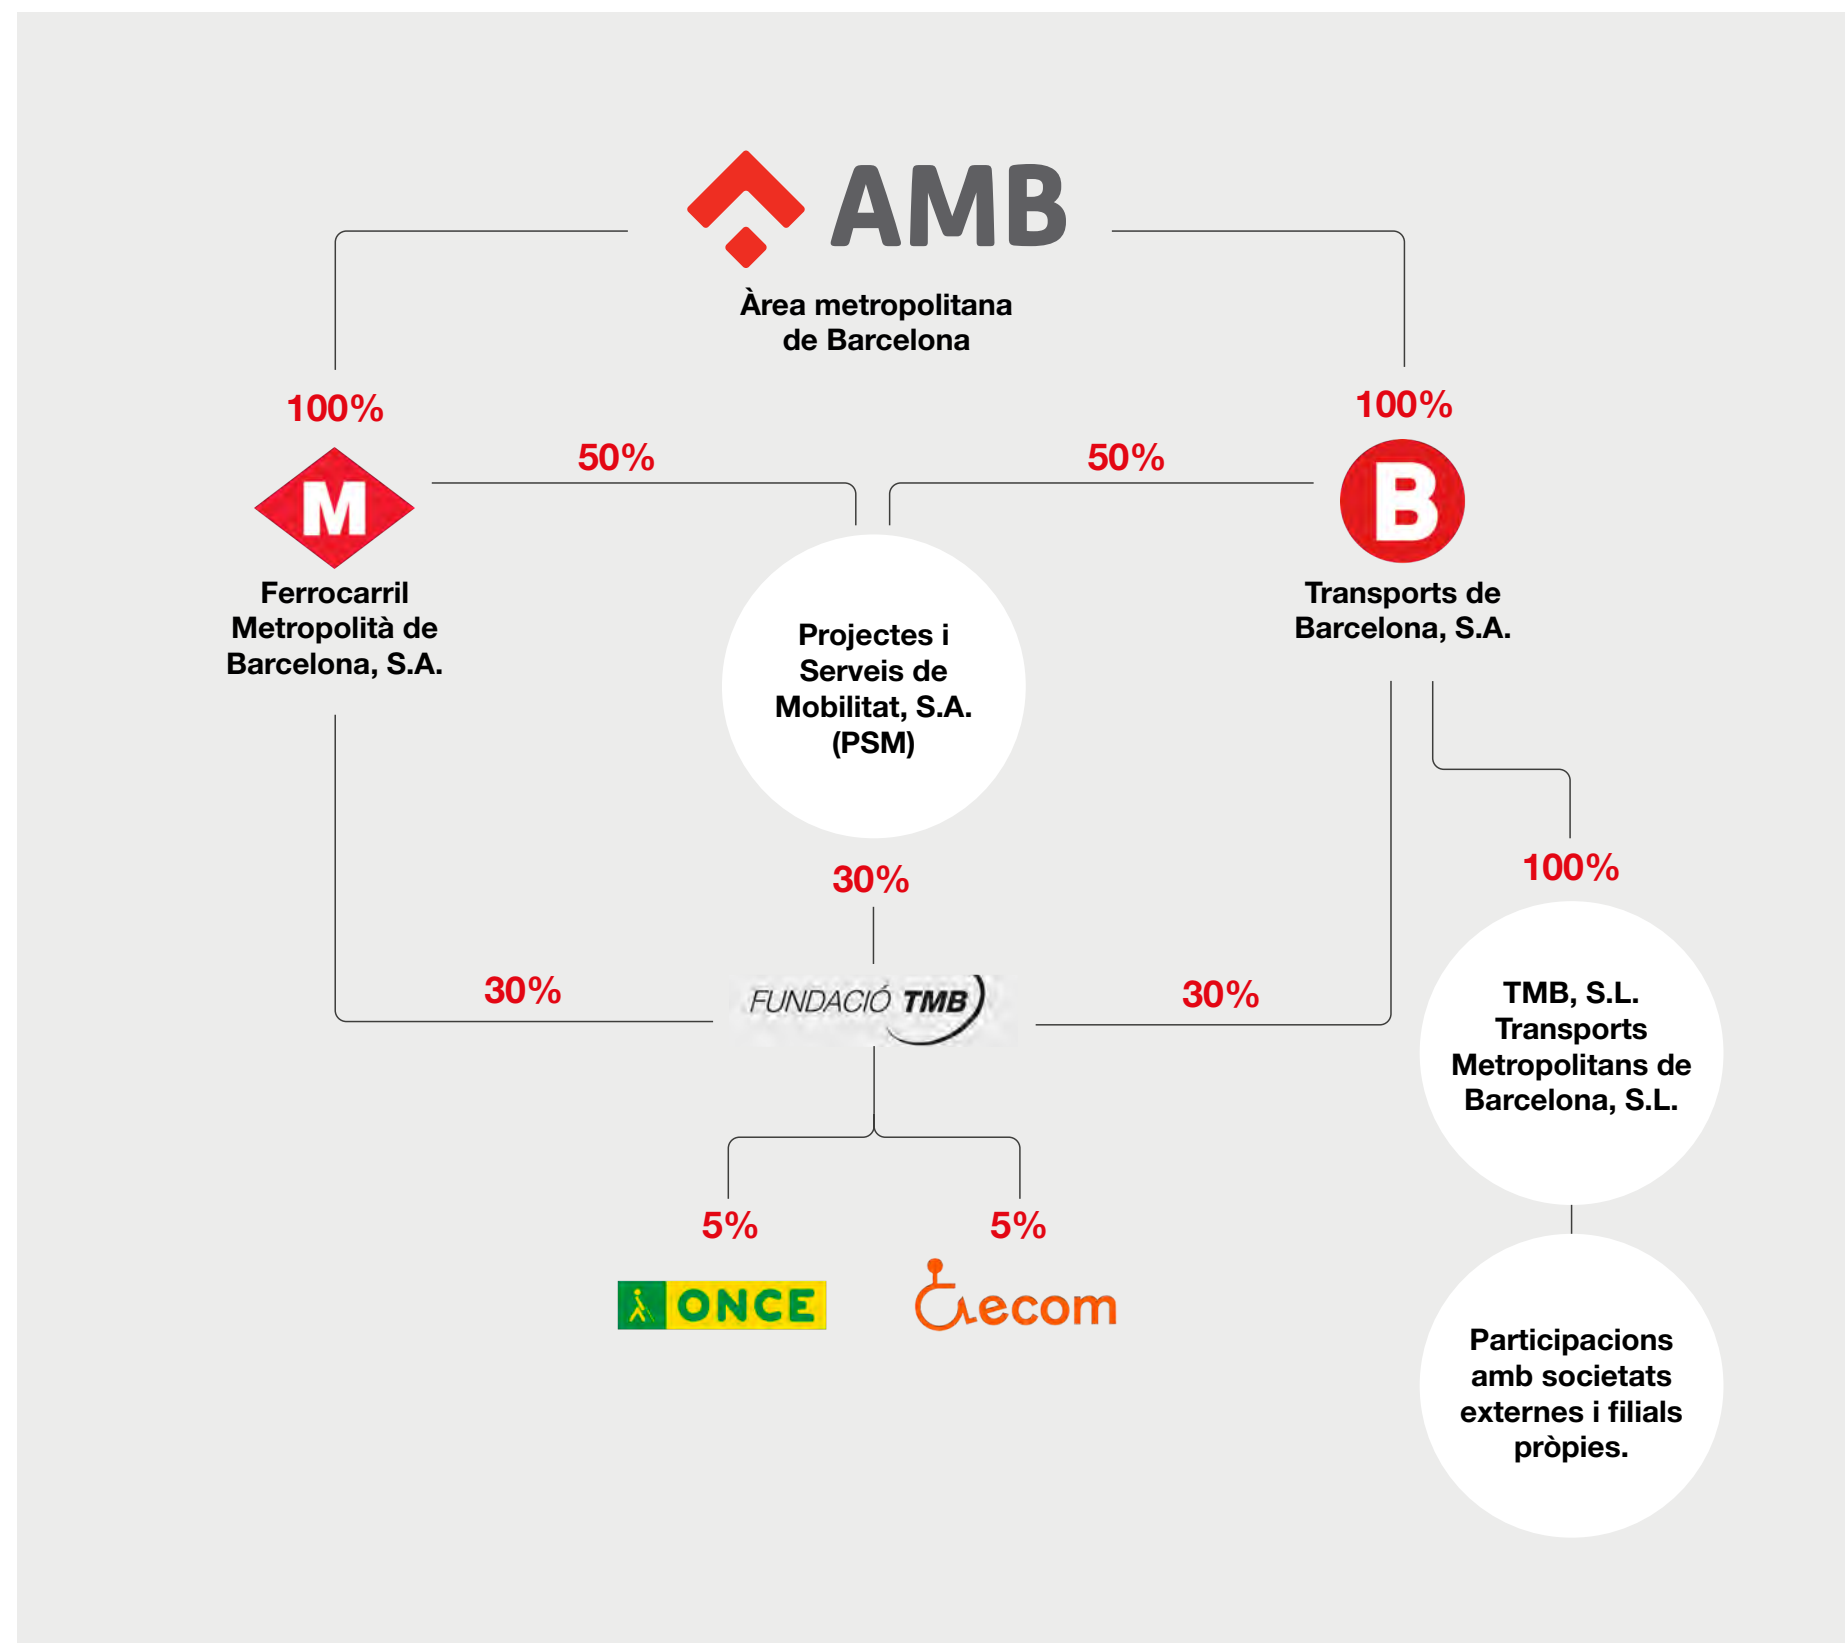 AMB
Àrea metropolitana
de Barcelona
100%
100%
50%
50%
M
B
Ferrocarril
Metropolità de
Barcelona, S.A.
Transports de
Barcelona, S.A.
Projectes i
Serveis de
Mobilitat, S.A.
(PSM)
30%
100%
30%
30%
FUNDACIÓ TMB
TMB, S.L.
Transports
Metropolitans de
Barcelona, S.L.
5%
5%
ONCE
ecom
Participacions
amb societats
externes i filials
pròpies.